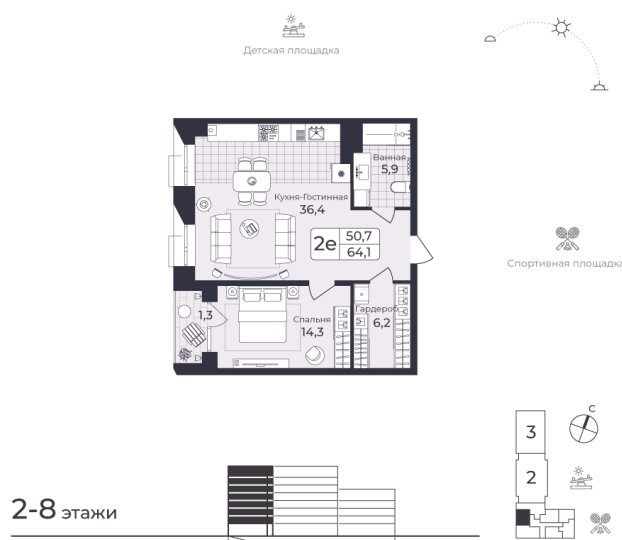 Детская площадка
Ванная
5,9
Кухня-Гостинная
36,4
2е
50,7
64,1
Спортивная площадка
1,3
Спальня
14,3
Гардероб
6,2
С
3
2
2-8 этажи